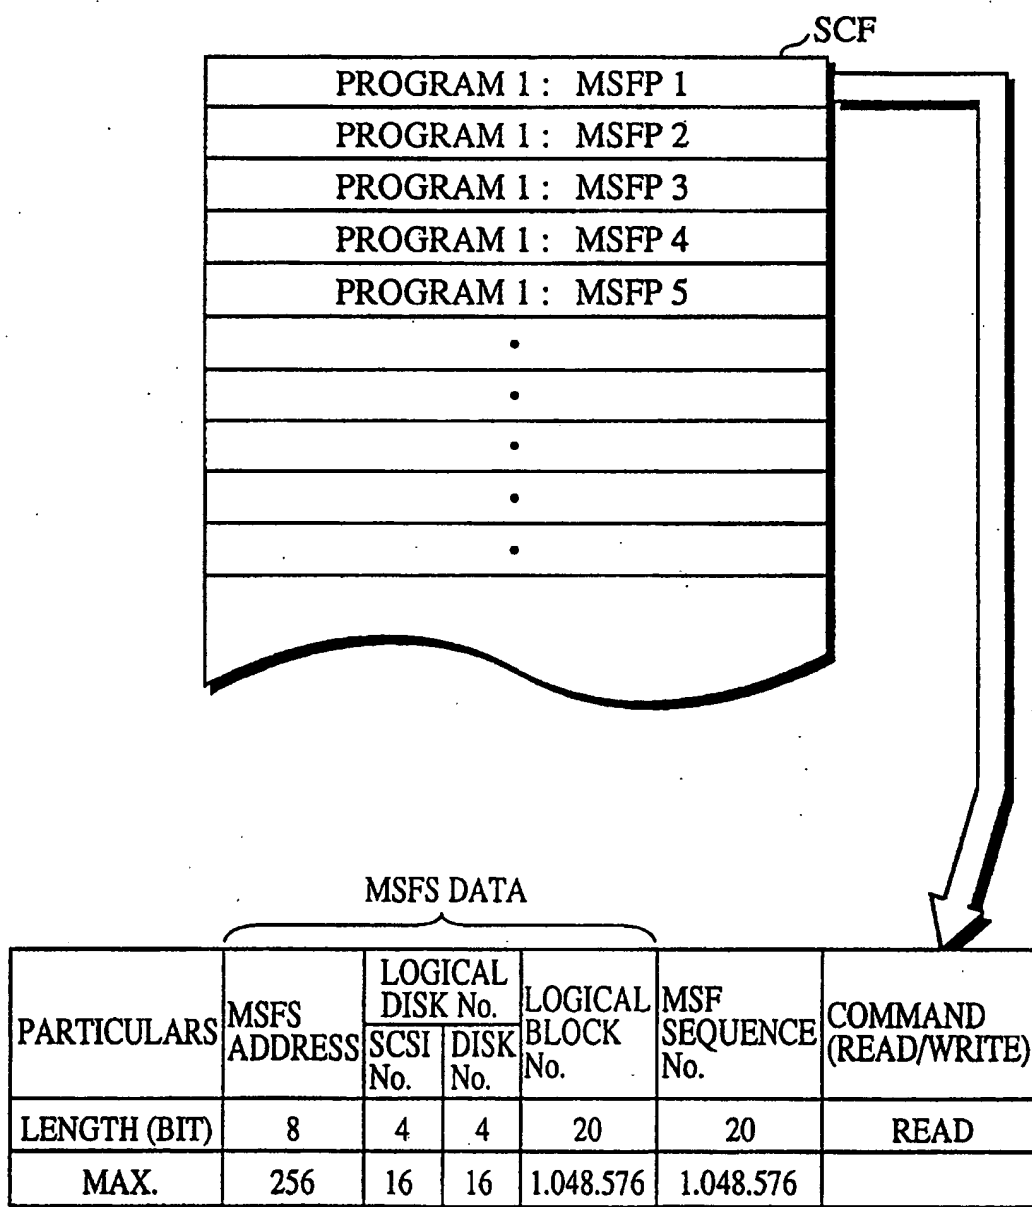 SCF
PROGRAM 1 : MSFP 1
PROGRAM 1 : MSFP 2
PROGRAM 1 : MSFP 3
PROGRAM 1 : MSFP 4
PROGRAM 1 : MSFP 5
MSFS DATA
PARTICULARS
MSFS
ADDRESS
LOGICAL
DISK No.
SCSI
No.
DISK
No.
LOGICAL
BLOCK
No.
MSF
SEQUENCE
No.
COMMAND
(READ/WRITE)
LENGTH (BIT) 8 4 4 20 20 READ
MAX. 256 16 16 1.048.576 1.048.576